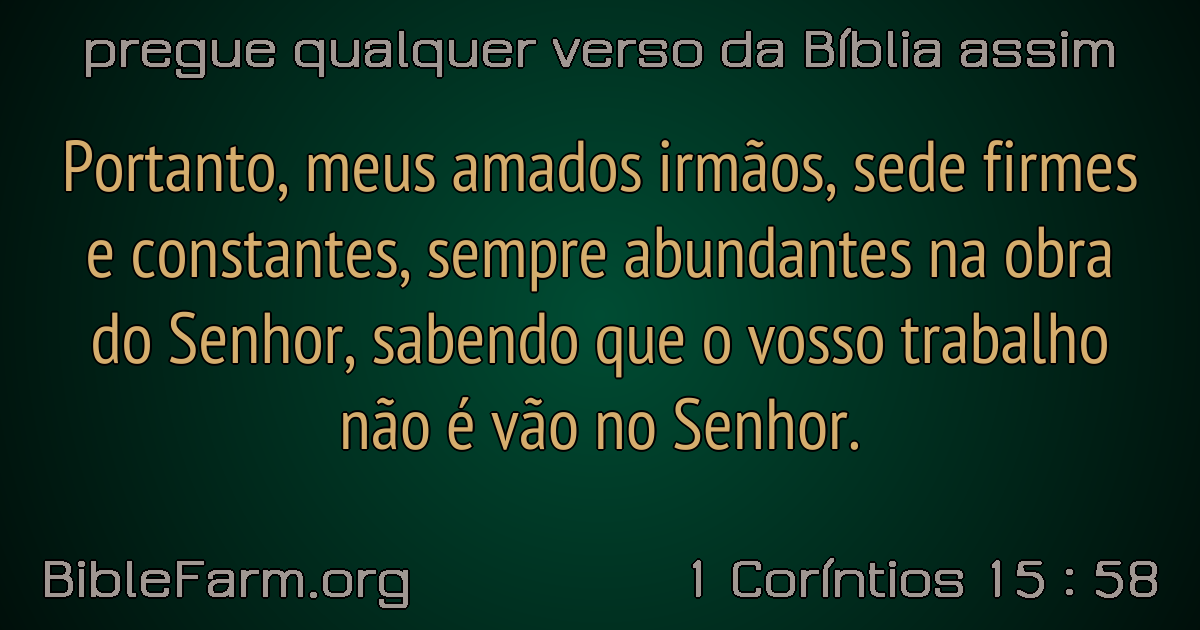 pregue qualquer verso da Bíblia assim
Portanto, meus amados irmãos, sede firmes
e constantes, sempre abundantes na obra
do Senhor, sabendo que o vosso trabalho
não é vão no Senhor.
BibleFarm.org
1 Coríntios 15 : 58